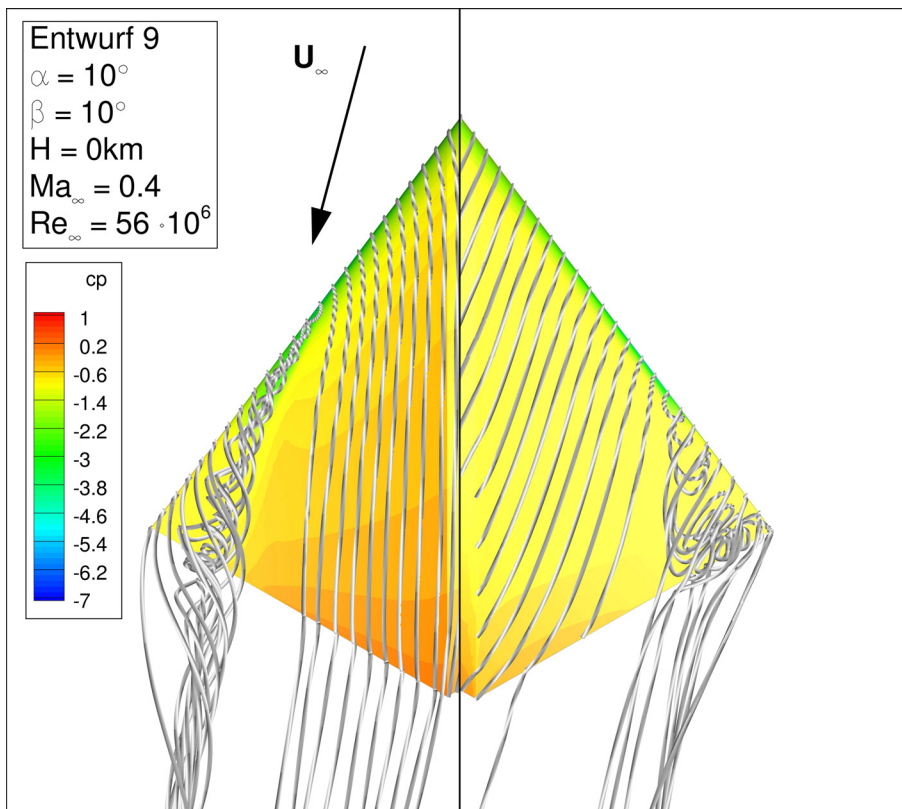 Entwurf 9
α = 10°
β = 10°
H = 0km
Ma∞ = 0.4
Re∞ = 56 ·10⁶
U∞
cp
1
0.2
-0.6
-1.4
-2.2
-3
-3.8
-4.6
-5.4
-6.2
-7